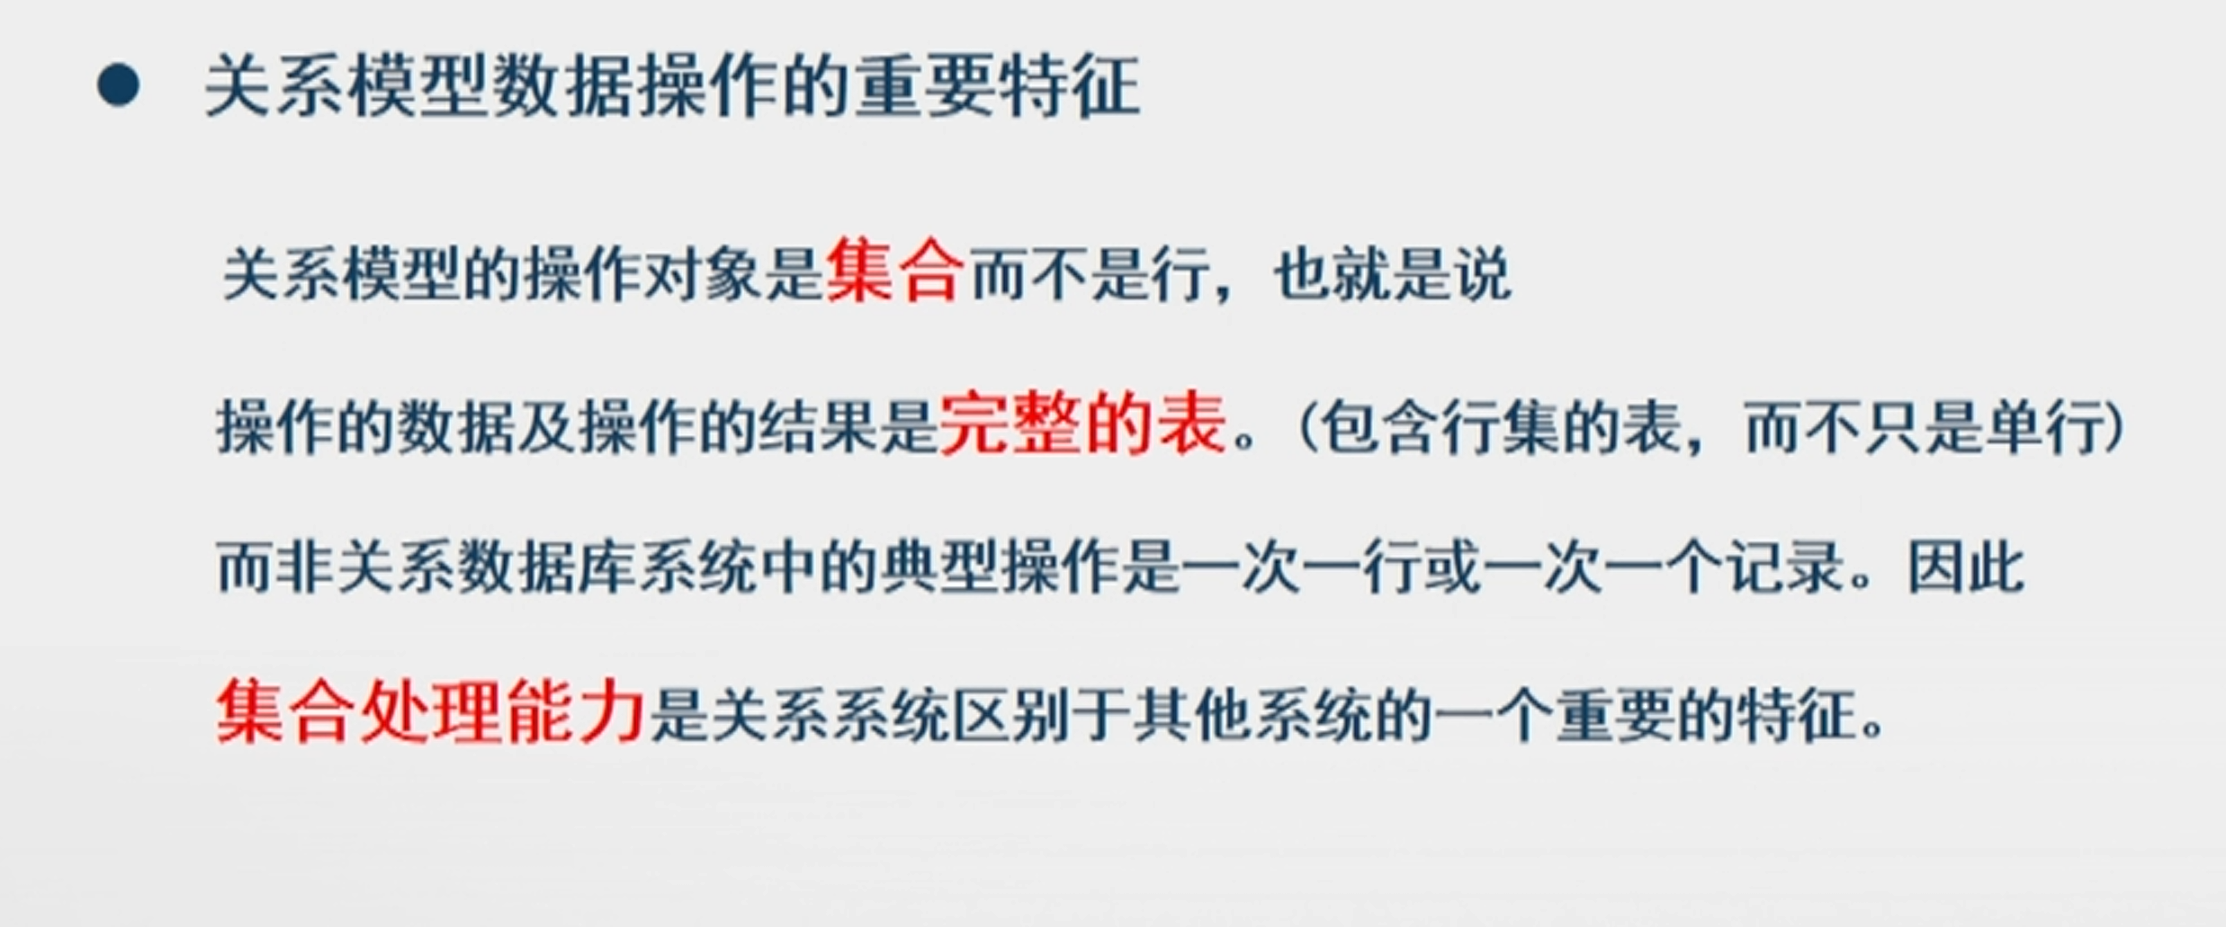 ● 关系模型数据操作的重要特征
关系模型的操作对象是集合而不是行，也就是说
操作的数据及操作的结果是完整的表。(包含行集的表，而不只是单行)
而非关系数据库系统中的典型操作是一次一行或一次一个记录。因此
集合处理能力是关系系统区别于其他系统的一个重要的特征。